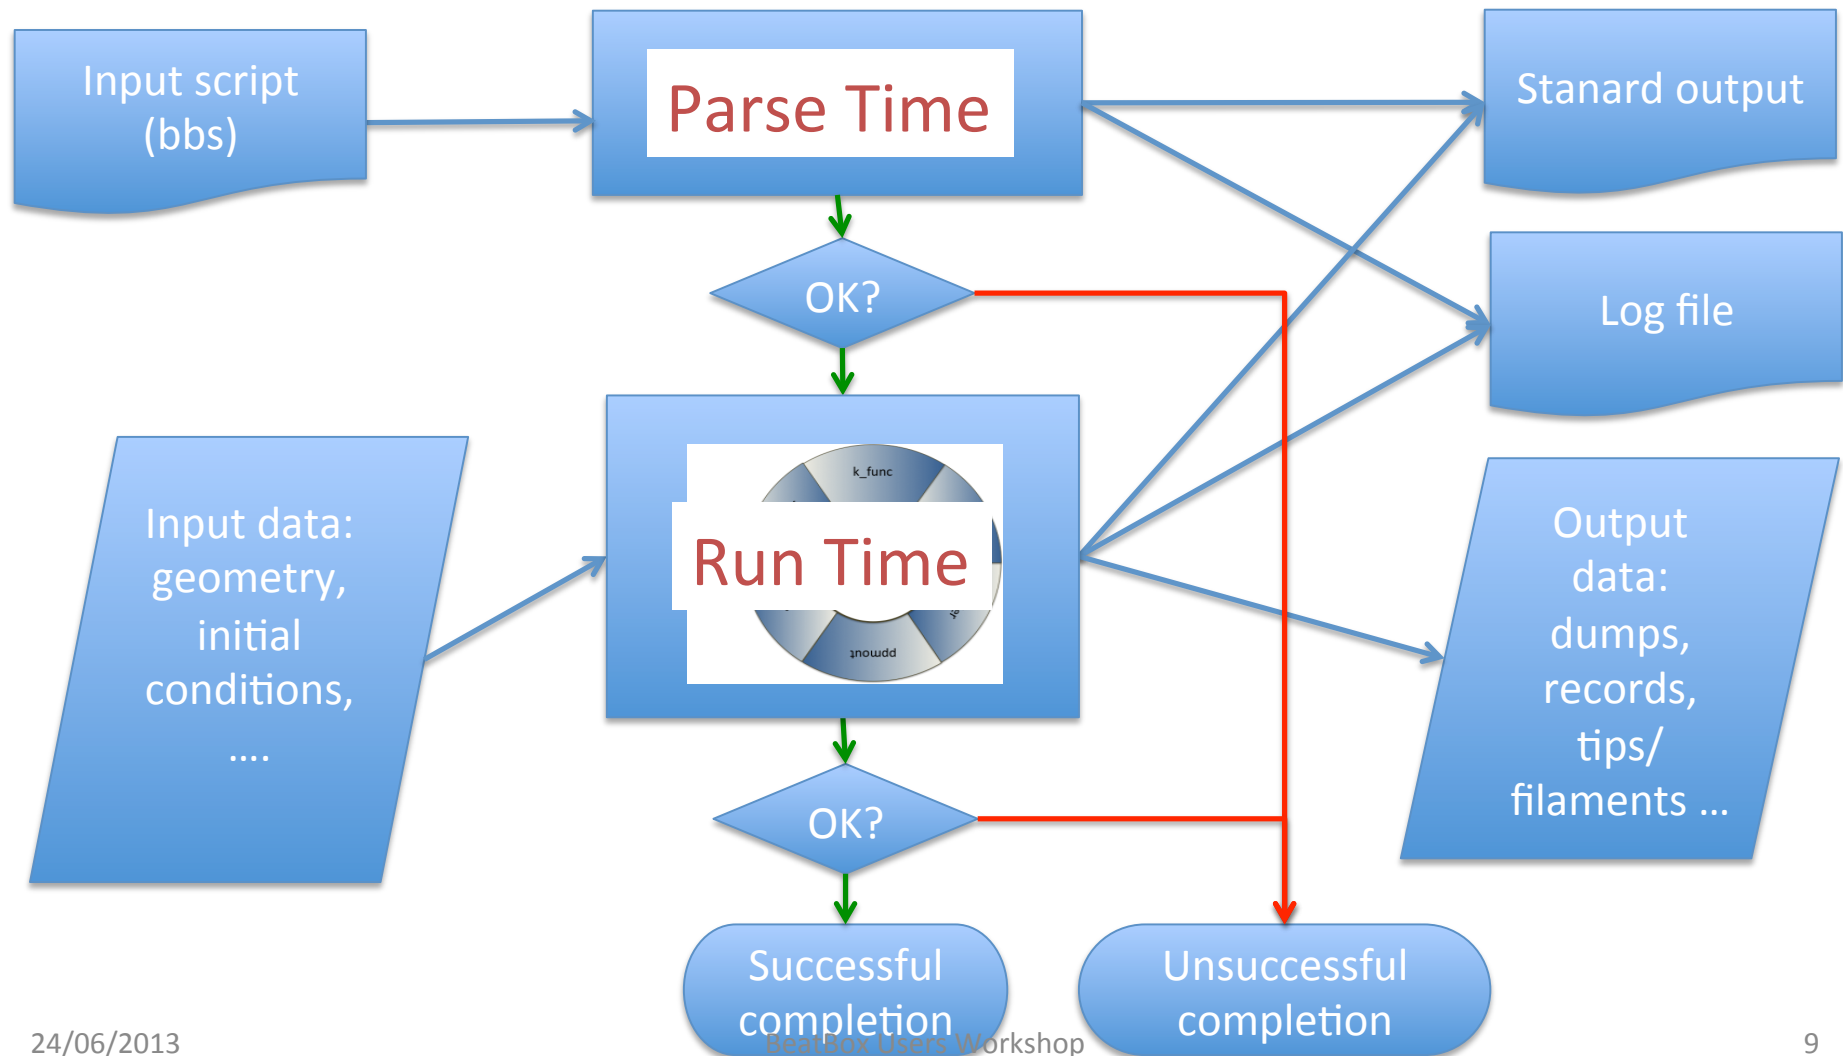 Input script
(bbs)
Parse Time
Stanard output
OK?
Log file
Input data:
geometry,
initial
conditions,
....
k_func
Run Time
ppmout
Output
data:
dumps,
records,
tips/
filaments ...
OK?
Successful
completion
Unsuccessful
completion
24/06/2013
BeatBox Users Workshop
9